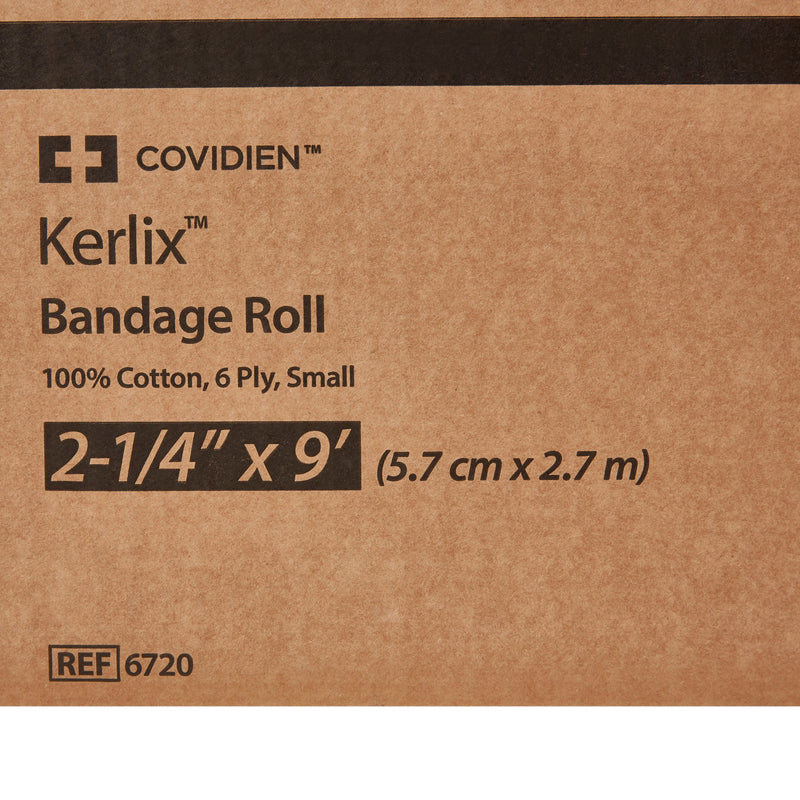 COVIDIEN™
Kerlix™
Bandage Roll
100% Cotton, 6 Ply, Small
2-1/4” x 9’ (5.7 cm x 2.7 m)
REF 6720